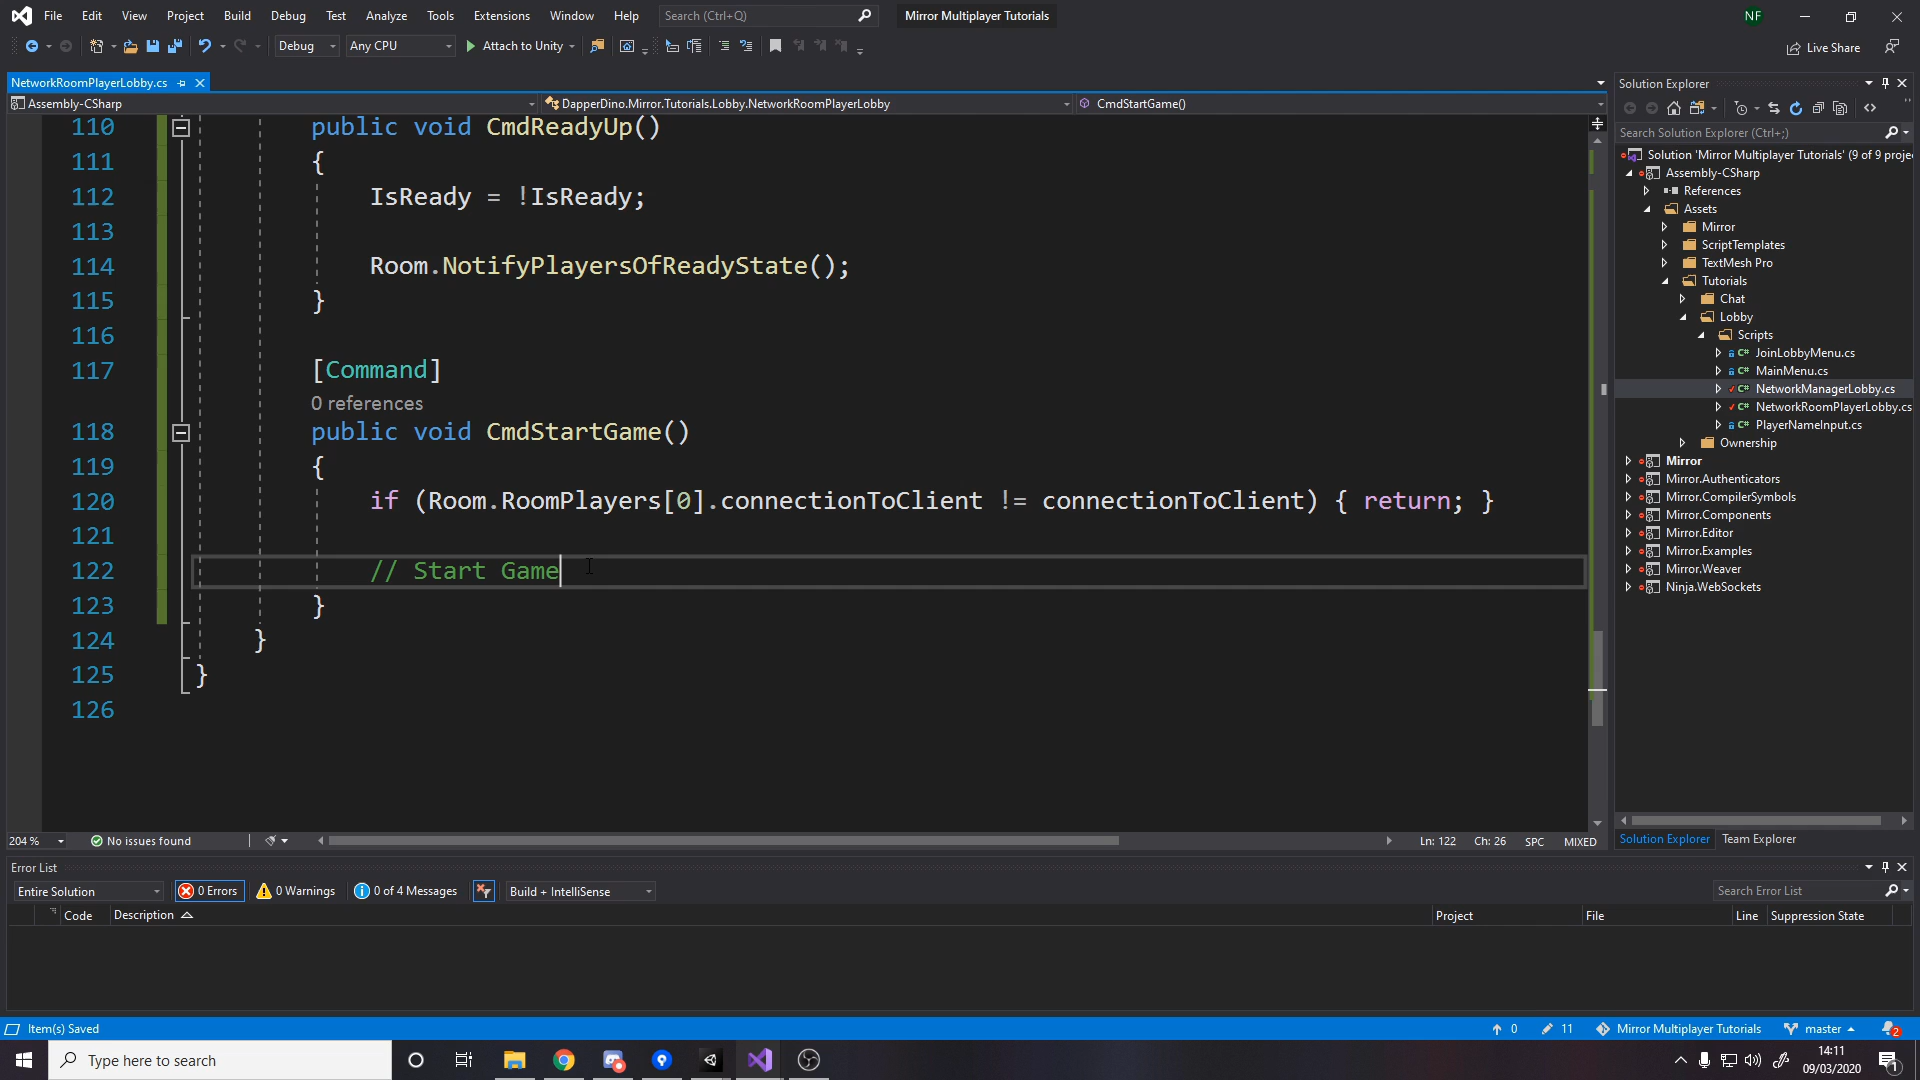 File Edit View Project Build Debug Test Analyze Tools Extensions Window Help Search (Ctrl+Q) Mirror Multiplayer Tutorials NF
Debug Any CPU Attach to Unity Live Share
NetworkRoomPlayerLobby.cs
Assembly-CSharp DapperDino.Mirror.Tutorials.Lobby.NetworkRoomPlayerLobby CmdStartGame()
110 public void CmdReadyUp()
111 {
112 IsReady = !IsReady;
113
114 Room.NotifyPlayersOfReadyState();
115 }
116
117 [Command]
0 references
118 public void CmdStartGame()
119 {
120 if (Room.RoomPlayers[0].connectionToClient != connectionToClient) { return; }
121
122 // Start Game
123 }
124 }
125 }
126
204 % No issues found Ln: 122 Ch: 26 SPC MIXED
Solution Explorer
Search Solution Explorer (Ctrl+;)
Solution 'Mirror Multiplayer Tutorials' (9 of 9 proje
Assembly-CSharp
References
Assets
Mirror
ScriptTemplates
TextMesh Pro
Tutorials
Chat
Lobby
Scripts
C# JoinLobbyMenu.cs
C# MainMenu.cs
C# NetworkManagerLobby.cs
C# NetworkRoomPlayerLobby.cs
C# PlayerNameInput.cs
Ownership
Mirror
Mirror.Authenticators
Mirror.CompilerSymbols
Mirror.Components
Mirror.Editor
Mirror.Examples
Mirror.Weaver
Ninja.WebSockets
Solution Explorer Team Explorer
Error List
Entire Solution 0 Errors 0 Warnings 0 of 4 Messages Build + IntelliSense Search Error List
Code Description Project File Line Suppression State
Item(s) Saved 0 11 Mirror Multiplayer Tutorials master 2
Type here to search
14:11
09/03/2020
1